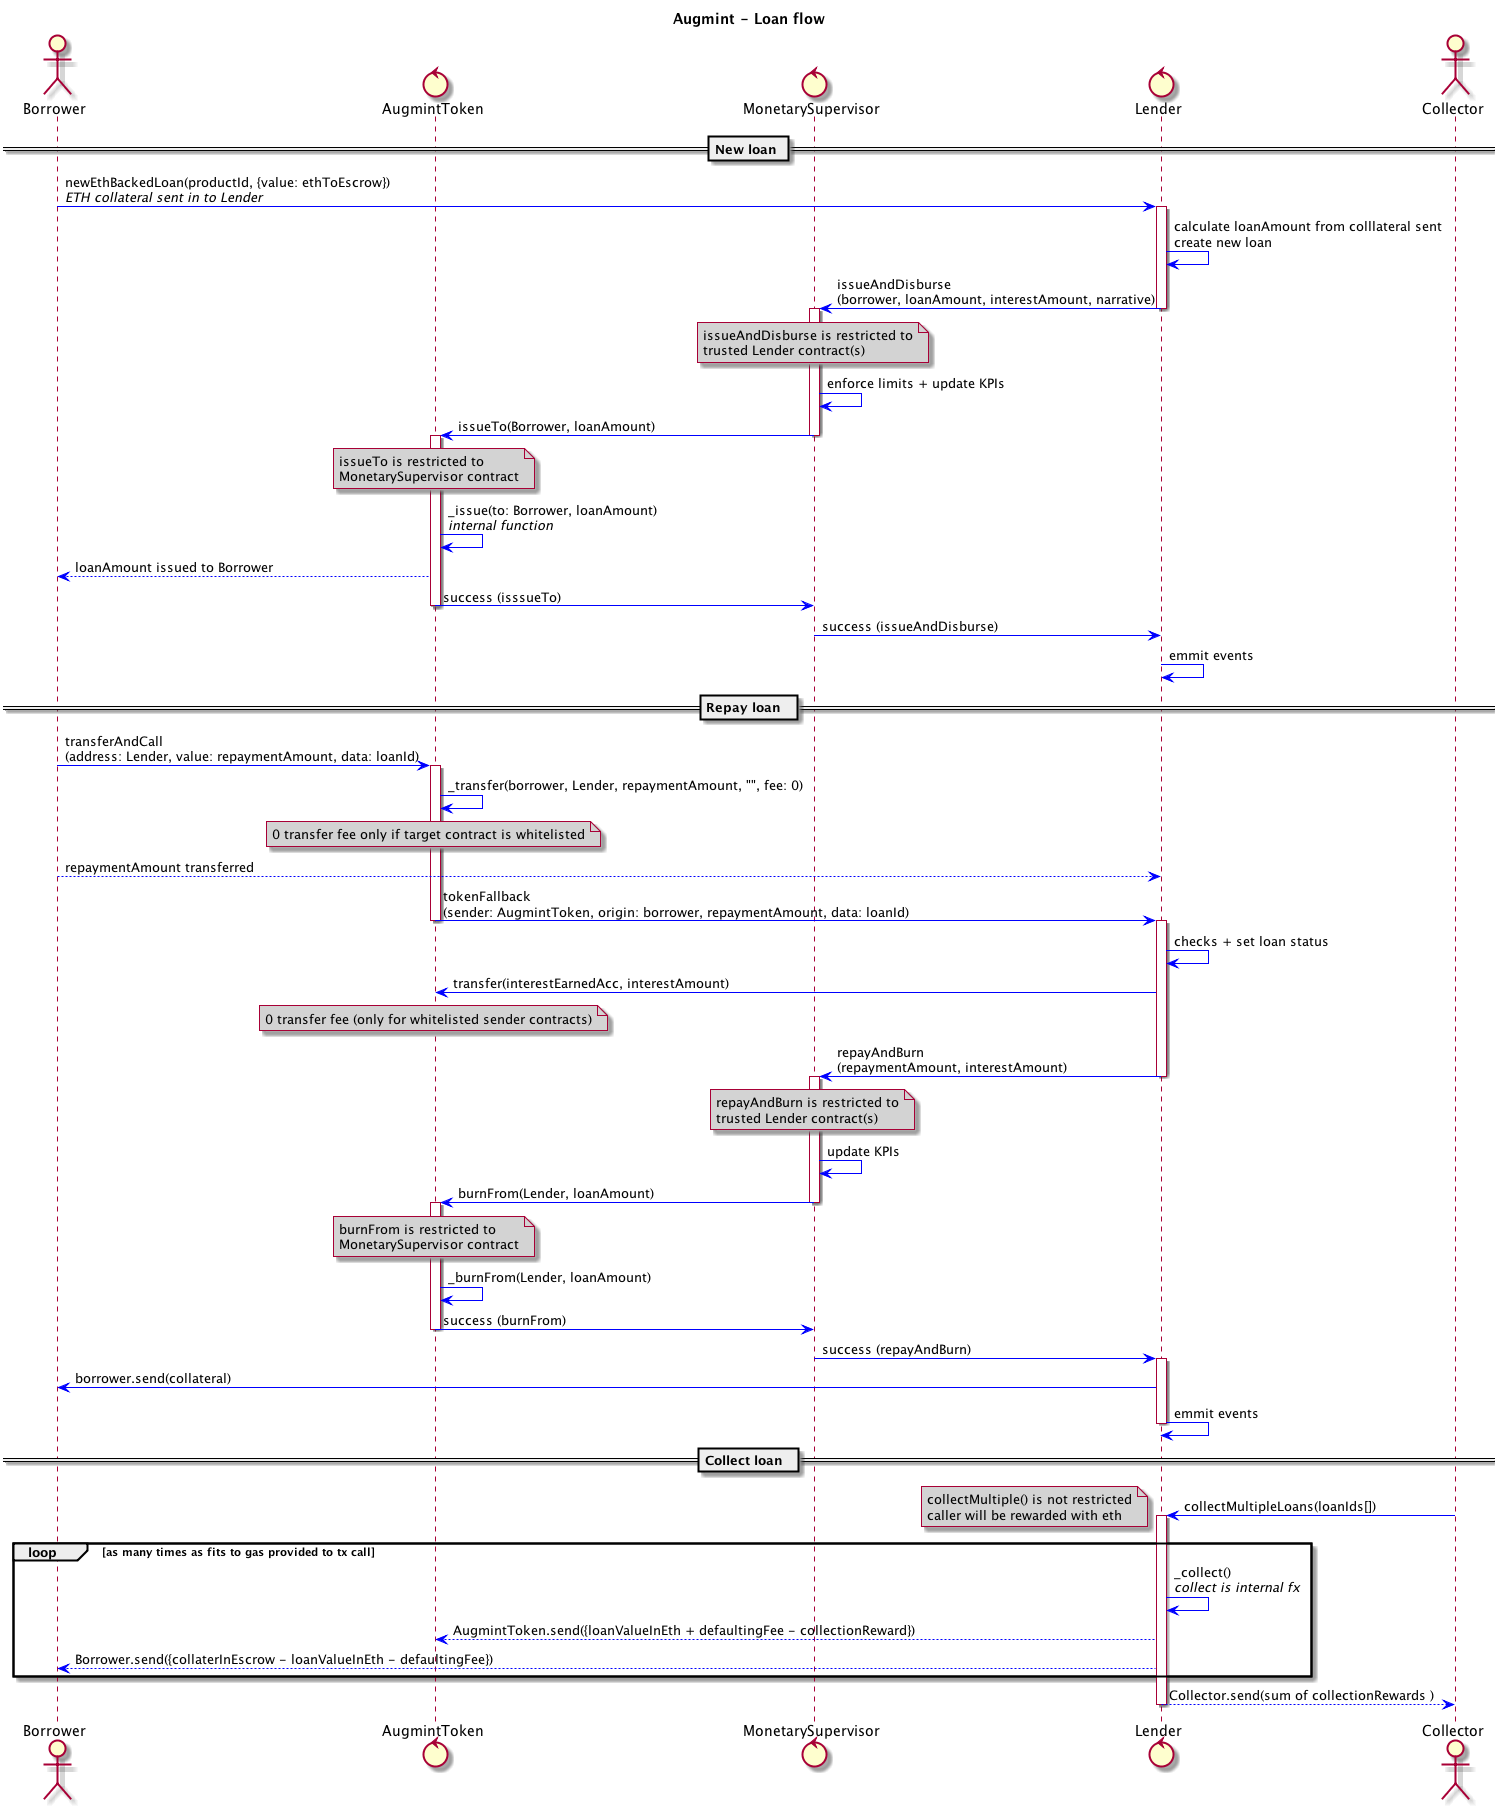 Augmint - Loan flow
Borrower
AugmintToken
MonetarySupervisor
Lender
Collector
New loan
newEthBackedLoan(productId, {value: ethToEscrow})
ETH collateral sent in to Lender
calculate loanAmount from colllateral sent
create new loan
issueAndDisburse
(borrower, loanAmount, interestAmount, narrative)
issueAndDisburse is restricted to
trusted Lender contract(s)
enforce limits + update KPIs
issueTo(Borrower, loanAmount)
issueTo is restricted to
MonetarySupervisor contract
_issue(to: Borrower, loanAmount)
internal function
loanAmount issued to Borrower
success (isssueTo)
success (issueAndDisburse)
emmit events
Repay loan
transferAndCall
(address: Lender, value: repaymentAmount, data: loanId)
_transfer(borrower, Lender, repaymentAmount, "", fee: 0)
0 transfer fee only if target contract is whitelisted
repaymentAmount transferred
tokenFallback
(sender: AugmintToken, origin: borrower, repaymentAmount, data: loanId)
checks + set loan status
transfer(interestEarnedAcc, interestAmount)
0 transfer fee (only for whitelisted sender contracts)
repayAndBurn
(repaymentAmount, interestAmount)
repayAndBurn is restricted to
trusted Lender contract(s)
update KPIs
burnFrom(Lender, loanAmount)
burnFrom is restricted to
MonetarySupervisor contract
_burnFrom(Lender, loanAmount)
success (burnFrom)
success (repayAndBurn)
borrower.send(collateral)
emmit events
Collect loan
collectMultiple() is not restricted
caller will be rewarded with eth
collectMultipleLoans(loanIds[])
loop
[as many times as fits to gas provided to tx call]
_collect()
collect is internal fx
AugmintToken.send({loanValueInEth + defaultingFee - collectionReward})
Borrower.send({collaterInEscrow - loanValueInEth - defaultingFee})
Collector.send(sum of collectionRewards )
Borrower
AugmintToken
MonetarySupervisor
Lender
Collector